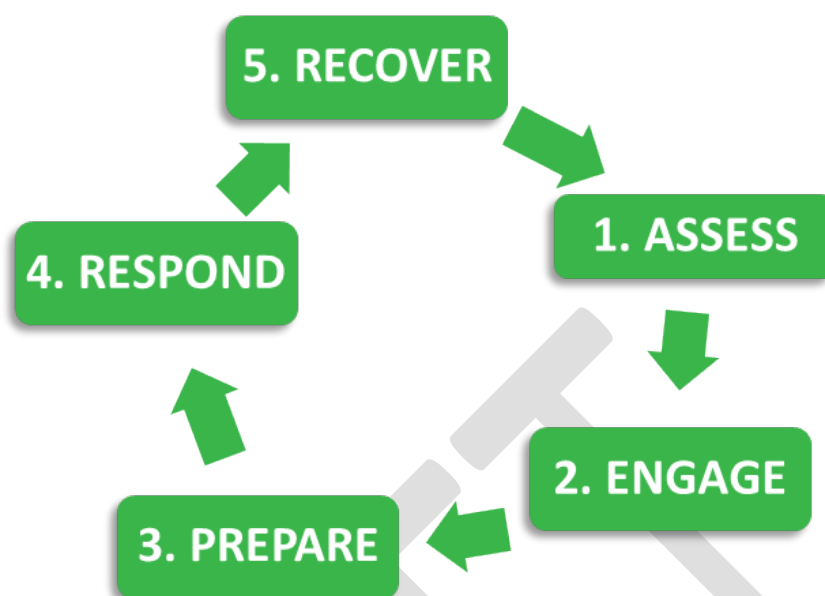 5. RECOVER
1. ASSESS
4. RESPOND
2. ENGAGE
3. PREPARE